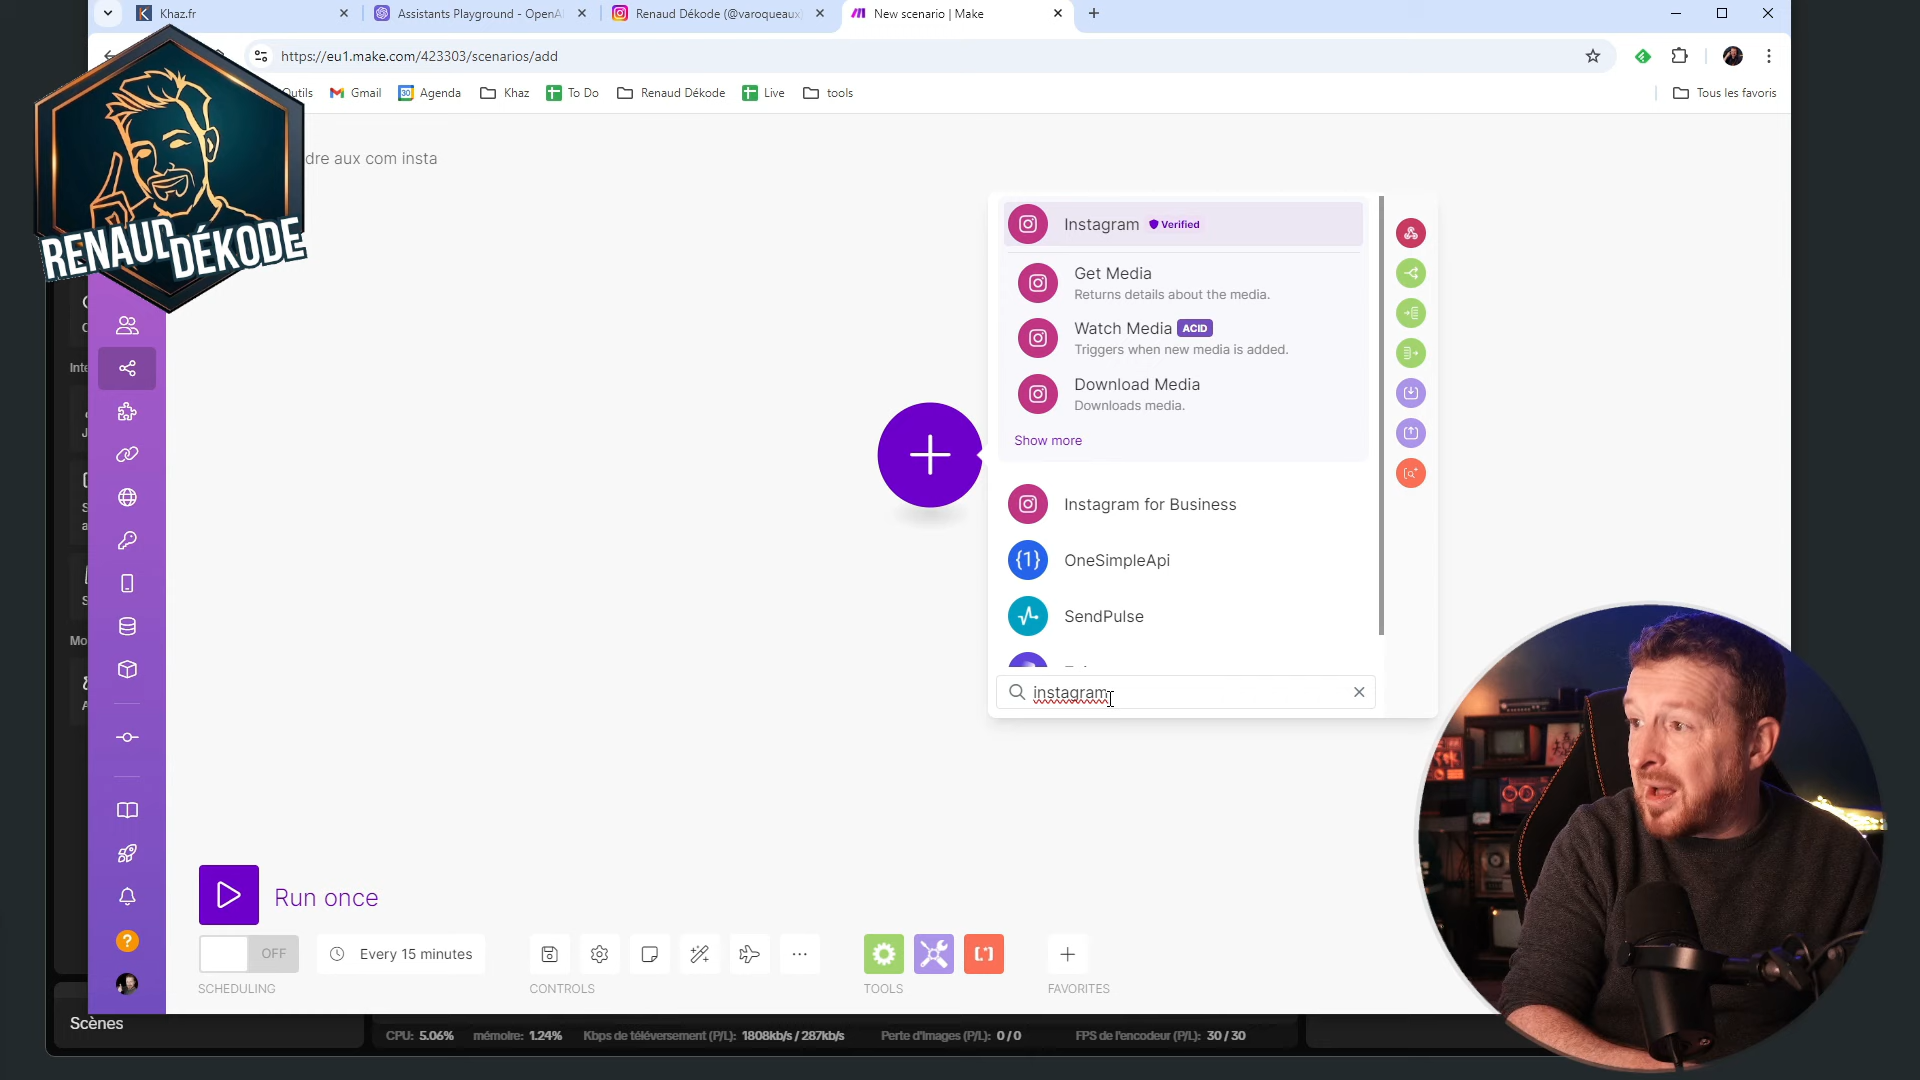 Khaz.fr
Assistants Playground - OpenA
Renaud Dékode (@varoqueaux
New scenario | Make
https://eu1.make.com/423303/scenarios/add
Outils
Gmail
30
Agenda
Khaz
To Do
Renaud Dékode
Live
tools
Tous les favoris
dre aux com insta
RENAUD DÉKODE
Instagram
Verified
Get Media
Returns details about the media.
Watch Media ACID
Triggers when new media is added.
Download Media
Downloads media.
Show more
Instagram for Business
{1}
OneSimpleApi
SendPulse
instagram
Inte
Mo
Run once
OFF
Every 15 minutes
SCHEDULING
CONTROLS
TOOLS
FAVORITES
?
Scènes
CPU: 5.06%
mémoire: 1.24%
Kbps de téléversement (P/L): 1808kb/s / 287kb/s
Perte d'images (P/L): 0 / 0
FPS de l'encodeur (P/L): 30 / 30